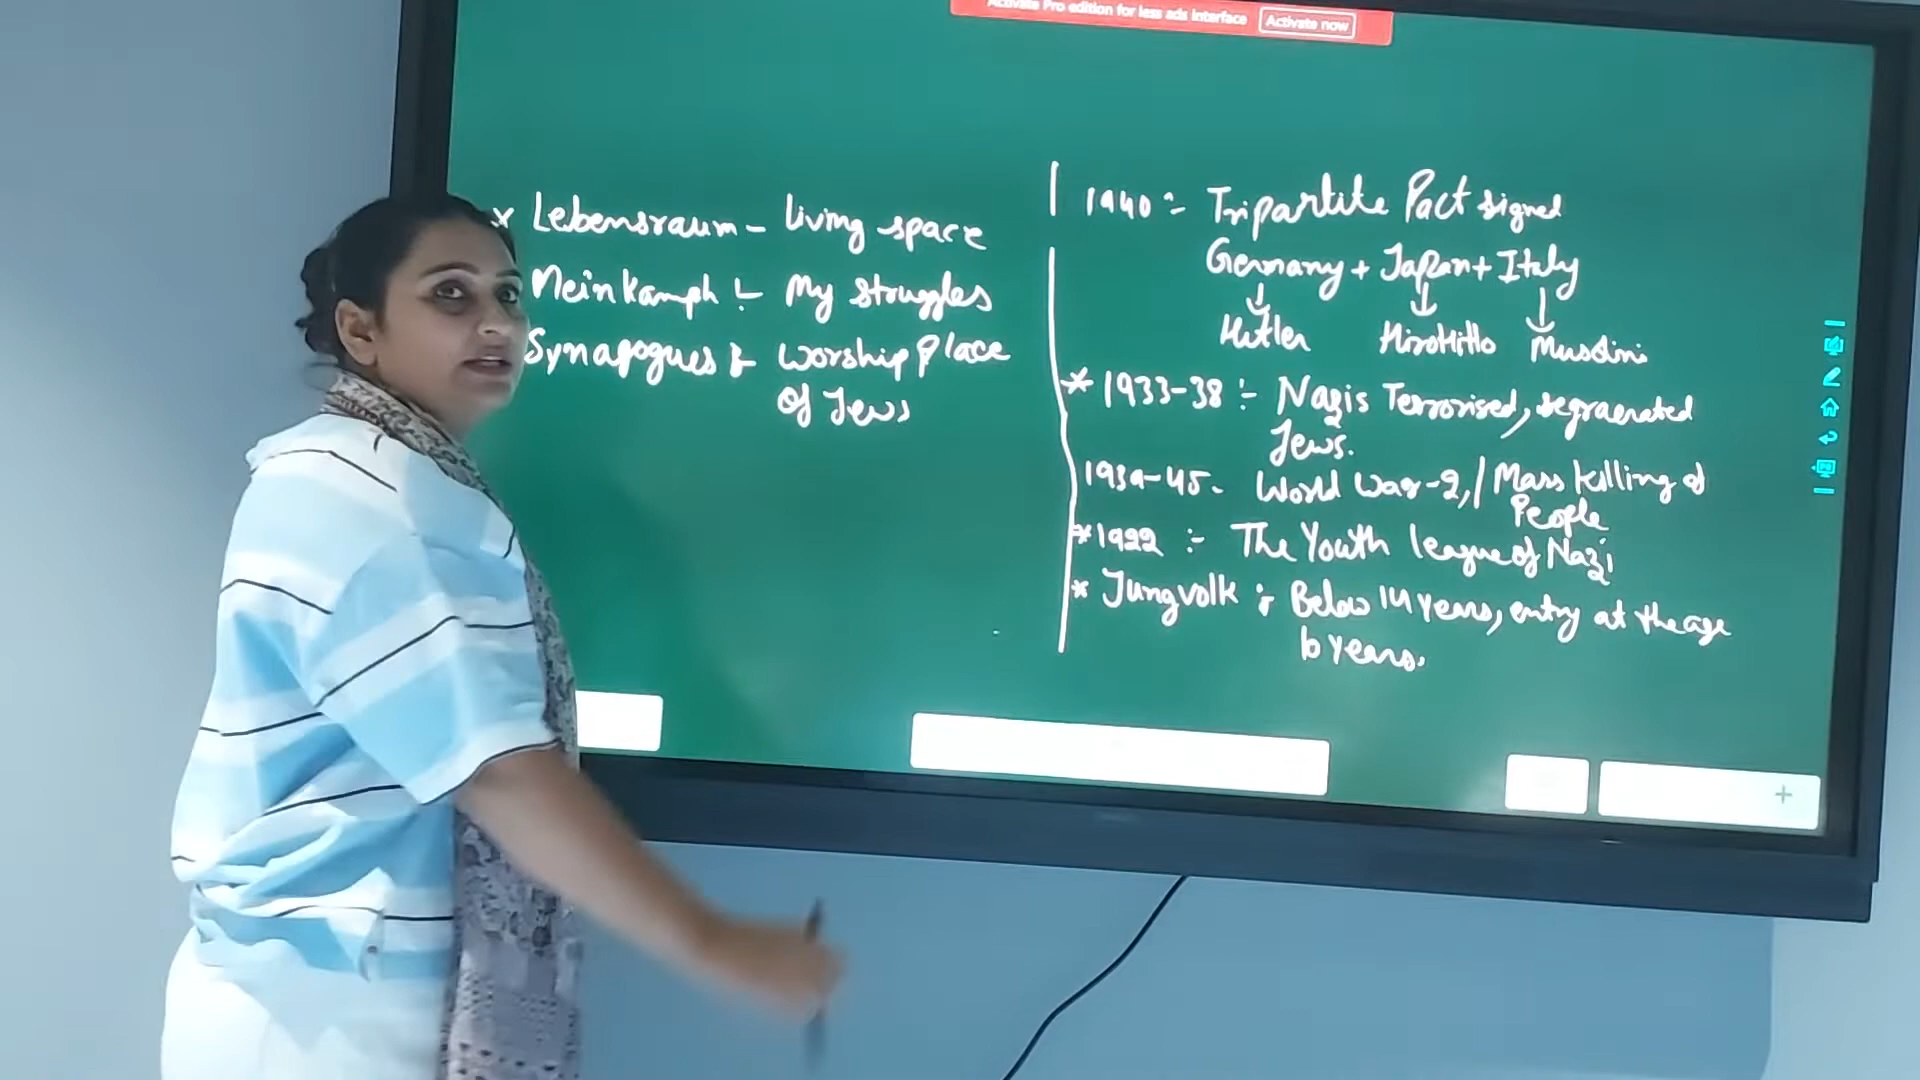 Activate Pro edition for less ads interface Activate now
* Lebensraum - Living space
Meinkamph :- My Struggles
Synagogues :- Worship Place
of Jews
1940 :- Tripartite Pact signed
Germany + Japan + Italy
Hitler Hirohito Mussolini
* 1933-38 :- Nazis Terrorised, segraerated
Jews.
1939-45 - World War-2, / Mass killing of
People
* 1922 :- The Youth league of Nazi
* Jungvolk :- Below 14 years, entry at the age
10 years.